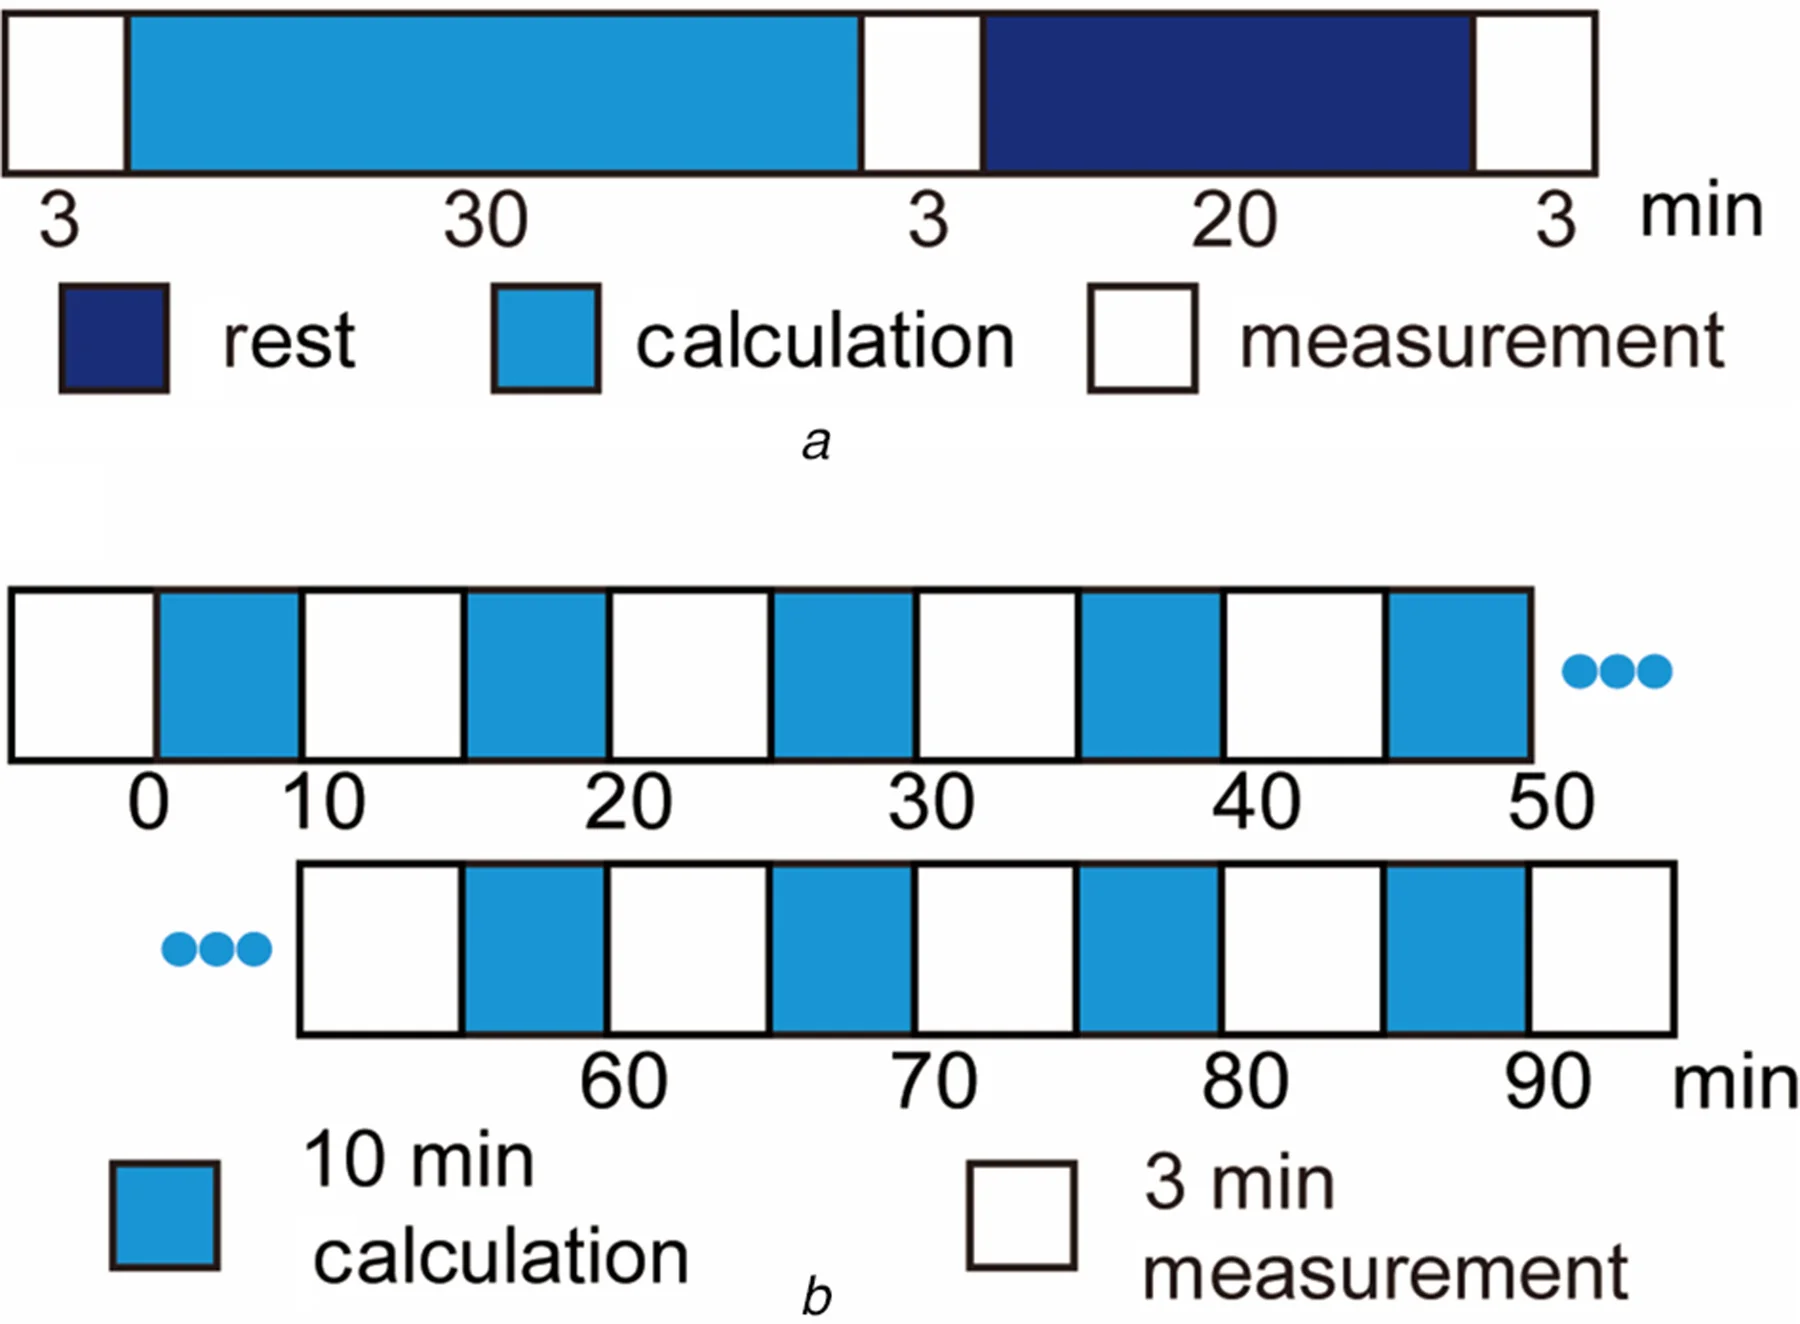 3 30 3 20 3 min
rest calculation measurement
a
0 10 20 30 40 50
60 70 80 90 min
10 min
calculation
3 min
measurement
b